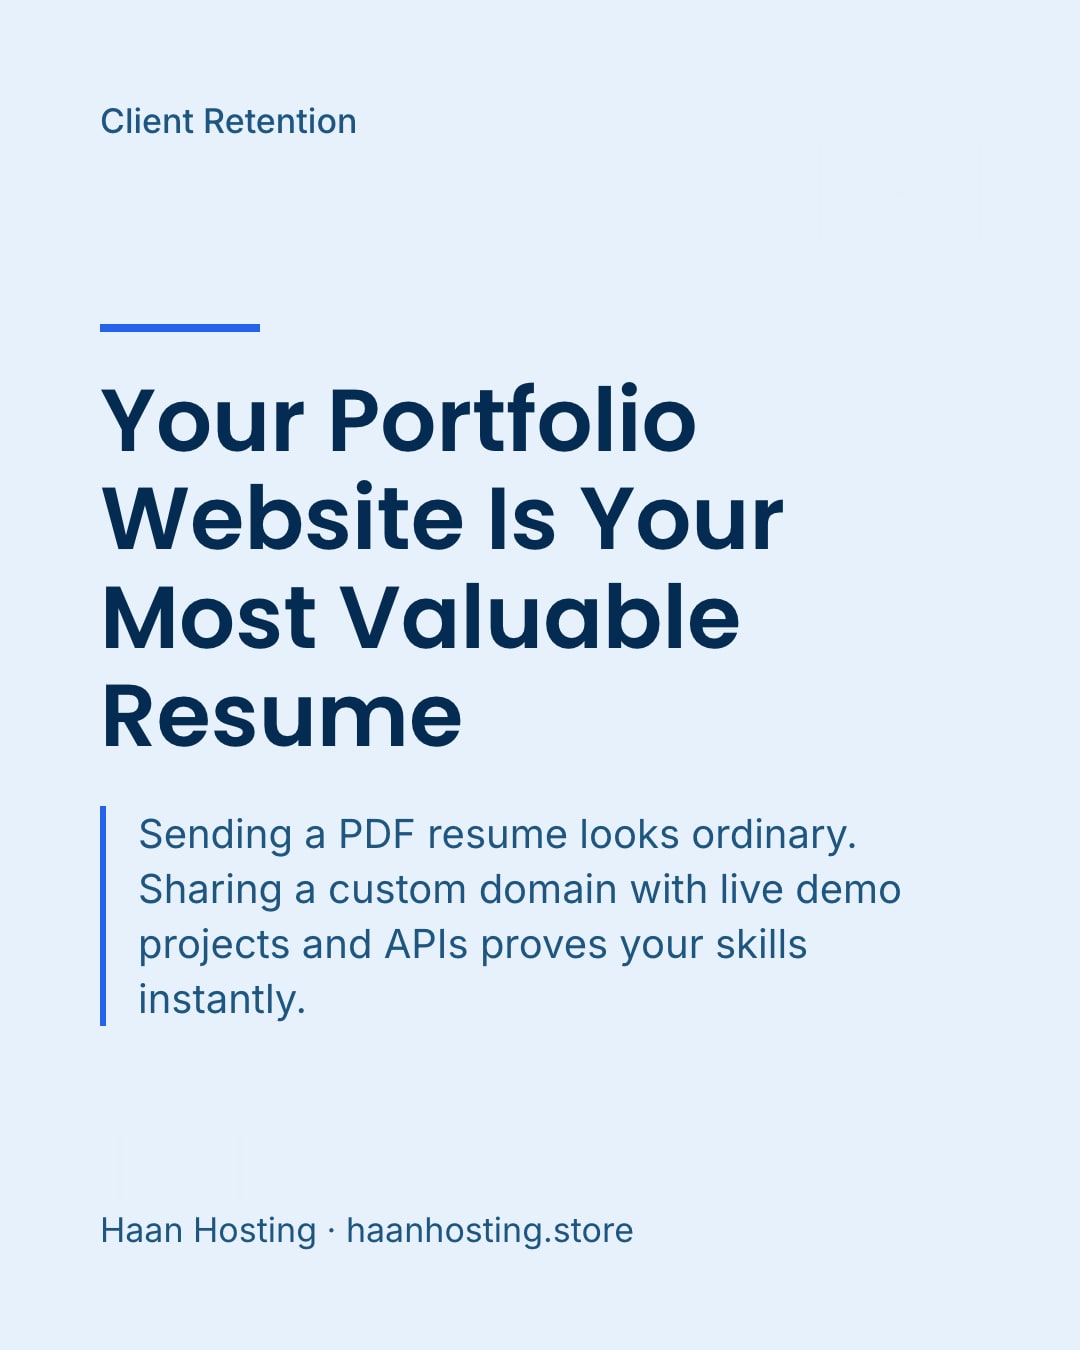 Client Retention
Your Portfolio
Website Is Your
Most Valuable
Resume
Sending a PDF resume looks ordinary.
Sharing a custom domain with live demo
projects and APIs proves your skills
instantly.
Haan Hosting · haanhosting.store